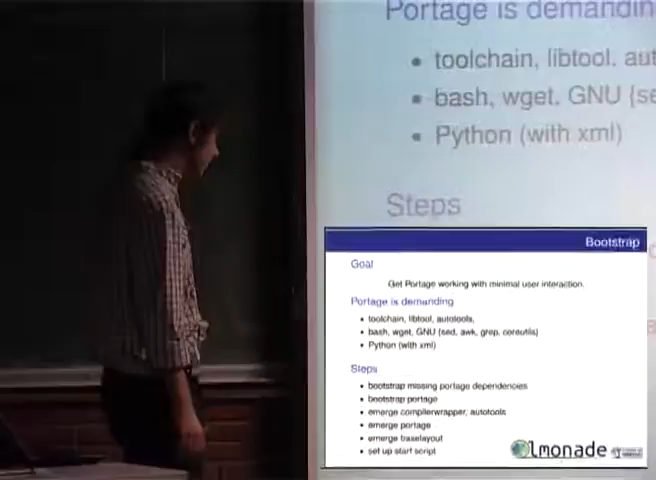 Portage is demandin
toolchain, libtool, aut
bash, wget, GNU (se
Python (with xml)
Steps
Bootstrap
Goal
Get Portage working with minimal user interaction.
Portage is demanding
toolchain, libtool, autotools,
bash, wget, GNU (sed, awk, grep, coreutils)
Python (with xml)
Steps
bootstrap missing portage dependencies
bootstrap portage
emerge compilerwrapper, autotools
emerge portage
emerge baselayout
set up start script
lmonade